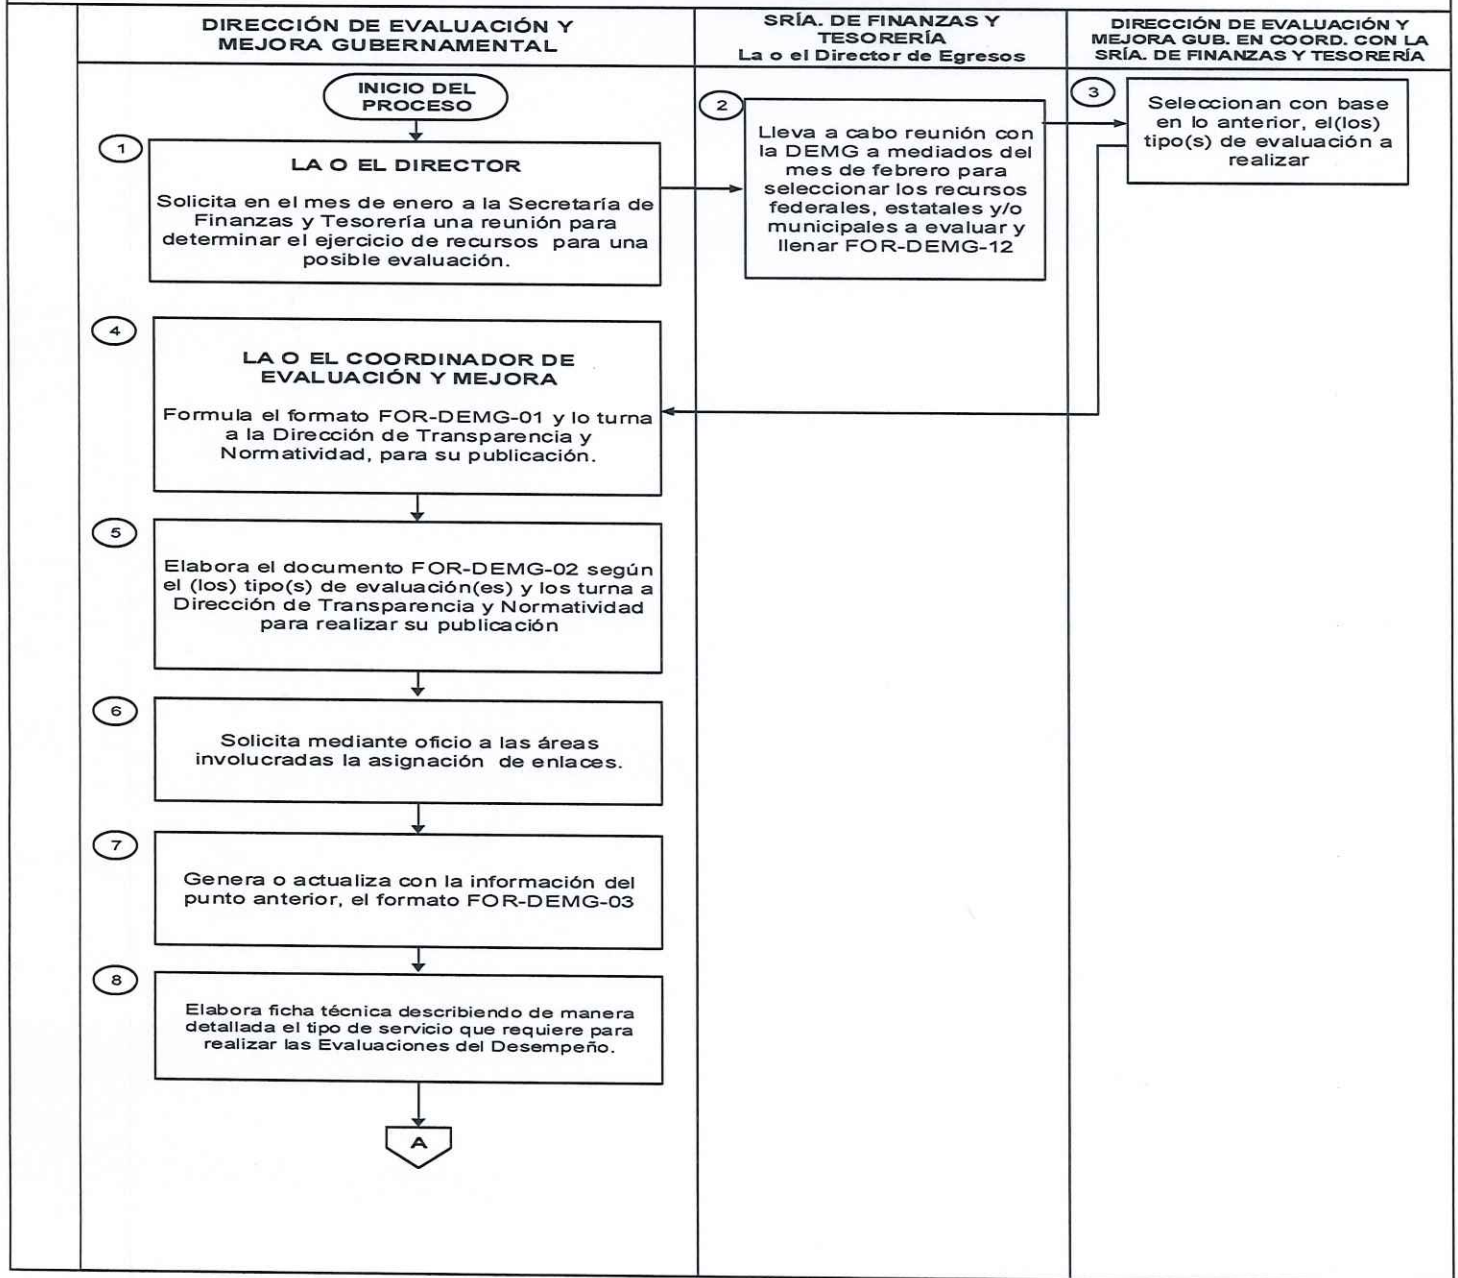 DIRECCIÓN DE EVALUACIÓN Y
MEJORA GUBERNAMENTAL
SRÍA. DE FINANZAS Y
TESORERÍA
La o el Director de Egresos
DIRECCIÓN DE EVALUACIÓN Y
MEJORA GUB. EN COORD. CON LA
SRÍA. DE FINANZAS Y TESORERÍA
INICIO DEL
PROCESO
1
LA O EL DIRECTOR
Solicita en el mes de enero a la Secretaría de
Finanzas y Tesorería una reunión para
determinar el ejercicio de recursos para una
posible evaluación.
2
Lleva a cabo reunión con
la DEMG a mediados del
mes de febrero para
seleccionar los recursos
federales, estatales y/o
municipales a evaluar y
llenar FOR-DEMG-12
3
Seleccionan con base
en lo anterior, el(los)
tipo(s) de evaluación a
realizar
4
LA O EL COORDINADOR DE
EVALUACIÓN Y MEJORA
Formula el formato FOR-DEMG-01 y lo turna
a la Dirección de Transparencia y
Normatividad, para su publicación.
5
Elabora el documento FOR-DEMG-02 según
el (los) tipo(s) de evaluación(es) y los turna a
Dirección de Transparencia y Normatividad
para realizar su publicación
6
Solicita mediante oficio a las áreas
involucradas la asignación de enlaces.
7
Genera o actualiza con la información del
punto anterior, el formato FOR-DEMG-03
8
Elabora ficha técnica describiendo de manera
detallada el tipo de servicio que requiere para
realizar las Evaluaciones del Desempeño.
A